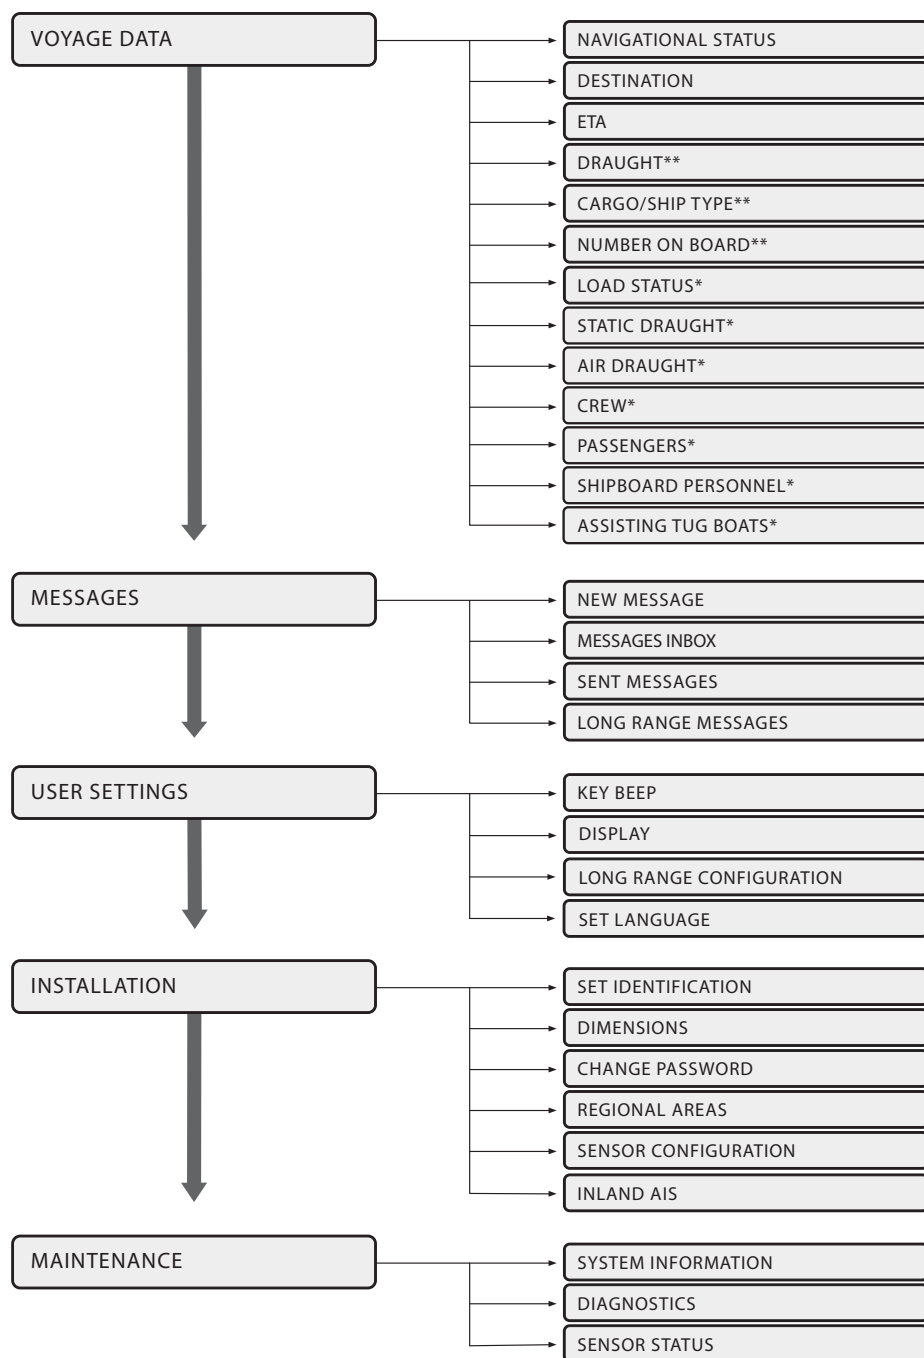 VOYAGE DATA
NAVIGATIONAL STATUS
DESTINATION
ETA
DRAUGHT**
CARGO/SHIP TYPE**
NUMBER ON BOARD**
LOAD STATUS*
STATIC DRAUGHT*
AIR DRAUGHT*
CREW*
PASSENGERS*
SHIPBOARD PERSONNEL*
ASSISTING TUG BOATS*
MESSAGES
NEW MESSAGE
MESSAGES INBOX
SENT MESSAGES
LONG RANGE MESSAGES
USER SETTINGS
KEY BEEP
DISPLAY
LONG RANGE CONFIGURATION
SET LANGUAGE
INSTALLATION
SET IDENTIFICATION
DIMENSIONS
CHANGE PASSWORD
REGIONAL AREAS
SENSOR CONFIGURATION
INLAND AIS
MAINTENANCE
SYSTEM INFORMATION
DIAGNOSTICS
SENSOR STATUS